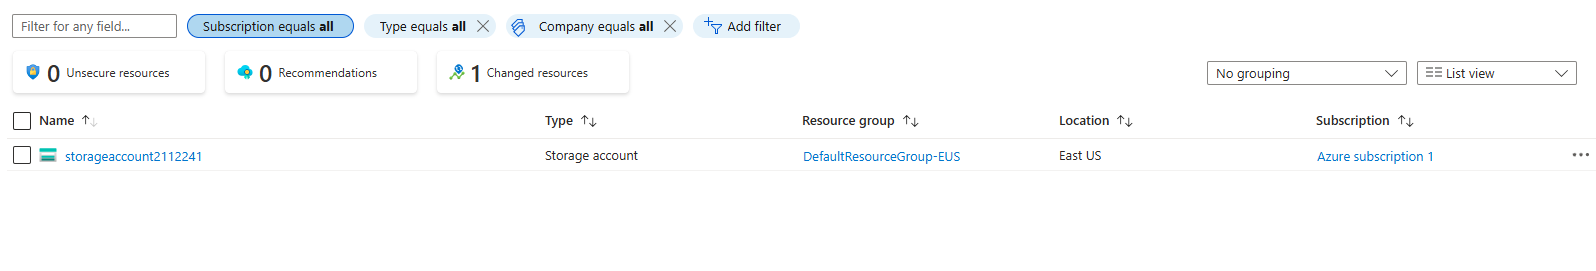 Filter for any field... Subscription equals all Type equals all Company equals all Add filter
0 Unsecure resources 0 Recommendations 1 Changed resources No grouping List view
Name Type Resource group Location Subscription
storageaccount2112241 Storage account DefaultResourceGroup-EUS East US Azure subscription 1